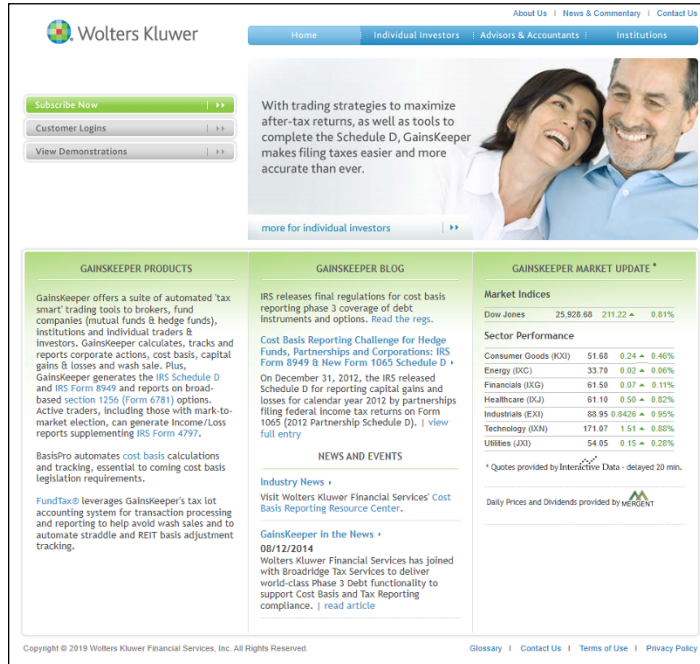 About Us | News & Commentary | Contact Us
Wolters Kluwer
Home | Individual Investors | Advisors & Accountants | Institutions
Subscribe Now
Customer Logins
View Demonstrations
With trading strategies to maximize
after-tax returns, as well as tools to
complete the Schedule D, GainsKeeper
makes filing taxes easier and more
accurate than ever.
more for individual investors
GAINSKEEPER PRODUCTS
GainsKeeper offers a suite of automated 'tax
smart' trading tools to brokers, fund
companies (mutual funds & hedge funds),
institutions and individual traders &
investors. GainsKeeper calculates, tracks and
reports corporate actions, cost basis, capital
gains & losses and wash sale. Plus,
GainsKeeper generates the IRS Schedule D
and IRS Form 8949 and reports on broad-
based section 1256 (Form 6781) options.
Active traders, including those with mark-to-
market election, can generate Income/Loss
reports supplementing IRS Form 4797.
BasisPro automates cost basis calculations
and tracking, essential to coming cost basis
legislation requirements.
FundTax® leverages GainsKeeper's tax lot
accounting system for transaction processing
and reporting to help avoid wash sales and to
automate straddle and REIT basis adjustment
tracking.
GAINSKEEPER BLOG
IRS releases final regulations for cost basis
reporting phase 3 coverage of debt
instruments and options. Read the regs.
Cost Basis Reporting Challenge for Hedge
Funds, Partnerships and Corporations: IRS
Form 8949 & New Form 1065 Schedule D
On December 31, 2012, the IRS released
Schedule D for reporting capital gains and
losses for calendar year 2012 by partnerships
filing federal income tax returns on Form
1065 (2012 Partnership Schedule D). | view
full entry
NEWS AND EVENTS
Industry News
Visit Wolters Kluwer Financial Services' Cost
Basis Reporting Resource Center.
GainsKeeper in the News
08/12/2014
Wolters Kluwer Financial Services has joined
with Broadridge Tax Services to deliver
world-class Phase 3 Debt functionality to
support Cost Basis and Tax Reporting
compliance. | read article
GAINSKEEPER MARKET UPDATE *
Market Indices
Dow Jones 25,928.68 211.22 ▲ 0.81%
Sector Performance
Consumer Goods (KXI) 51.68 0.24 ▲ 0.46%
Energy (IXC) 33.70 0.02 ▲ 0.06%
Financials (IXG) 61.50 0.07 ▲ 0.11%
Healthcare (IXJ) 61.10 0.50 ▲ 0.82%
Industrials (EXI) 88.95 0.8426 ▲ 0.95%
Technology (IXN) 171.07 1.51 ▲ 0.88%
Utilities (JXI) 54.05 0.15 ▲ 0.28%
* Quotes provided by Interactive Data - delayed 20 min.
Daily Prices and Dividends provided by MERGENT
Copyright © 2019 Wolters Kluwer Financial Services, Inc. All Rights Reserved.
Glossary | Contact Us | Terms of Use | Privacy Policy